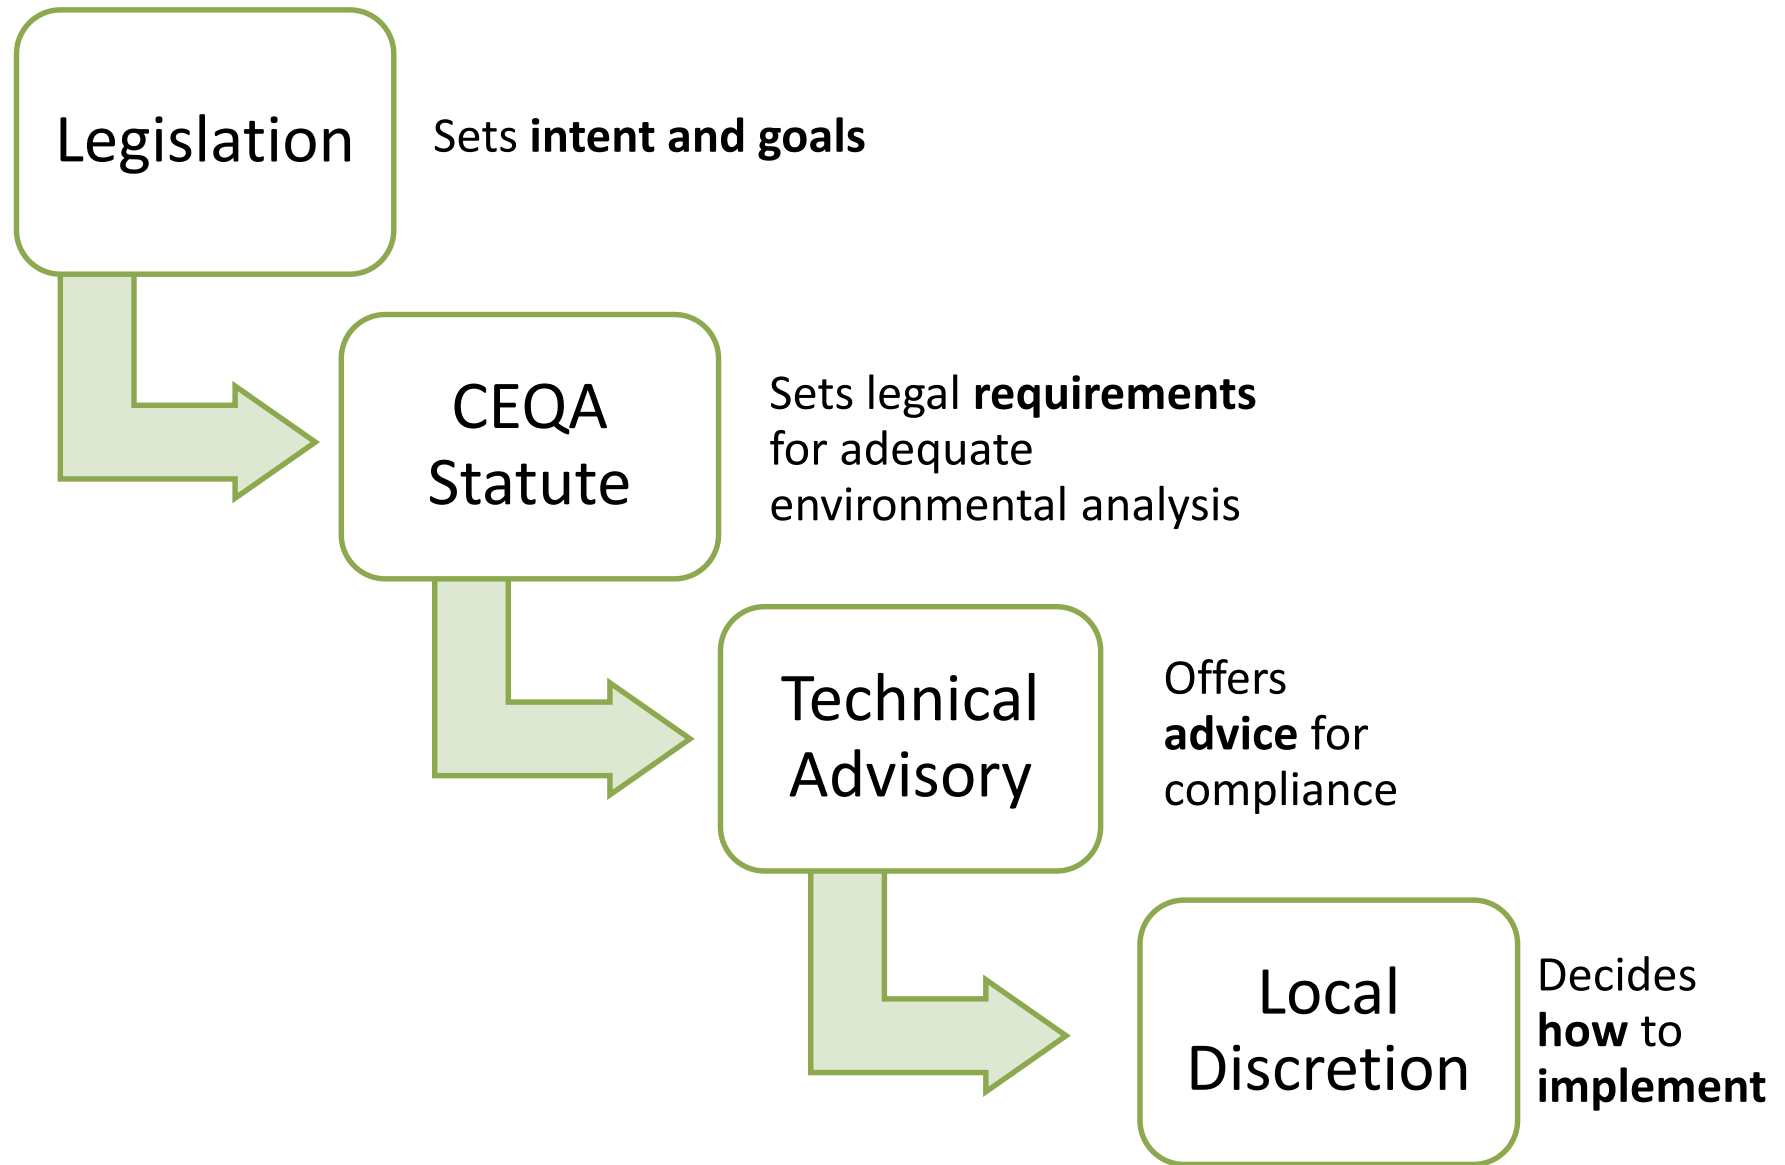 Legislation
Sets intent and goals
CEQA
Statute
Sets legal requirements
for adequate
environmental analysis
Technical
Advisory
Offers
advice for
compliance
Local
Discretion
Decides
how to
implement